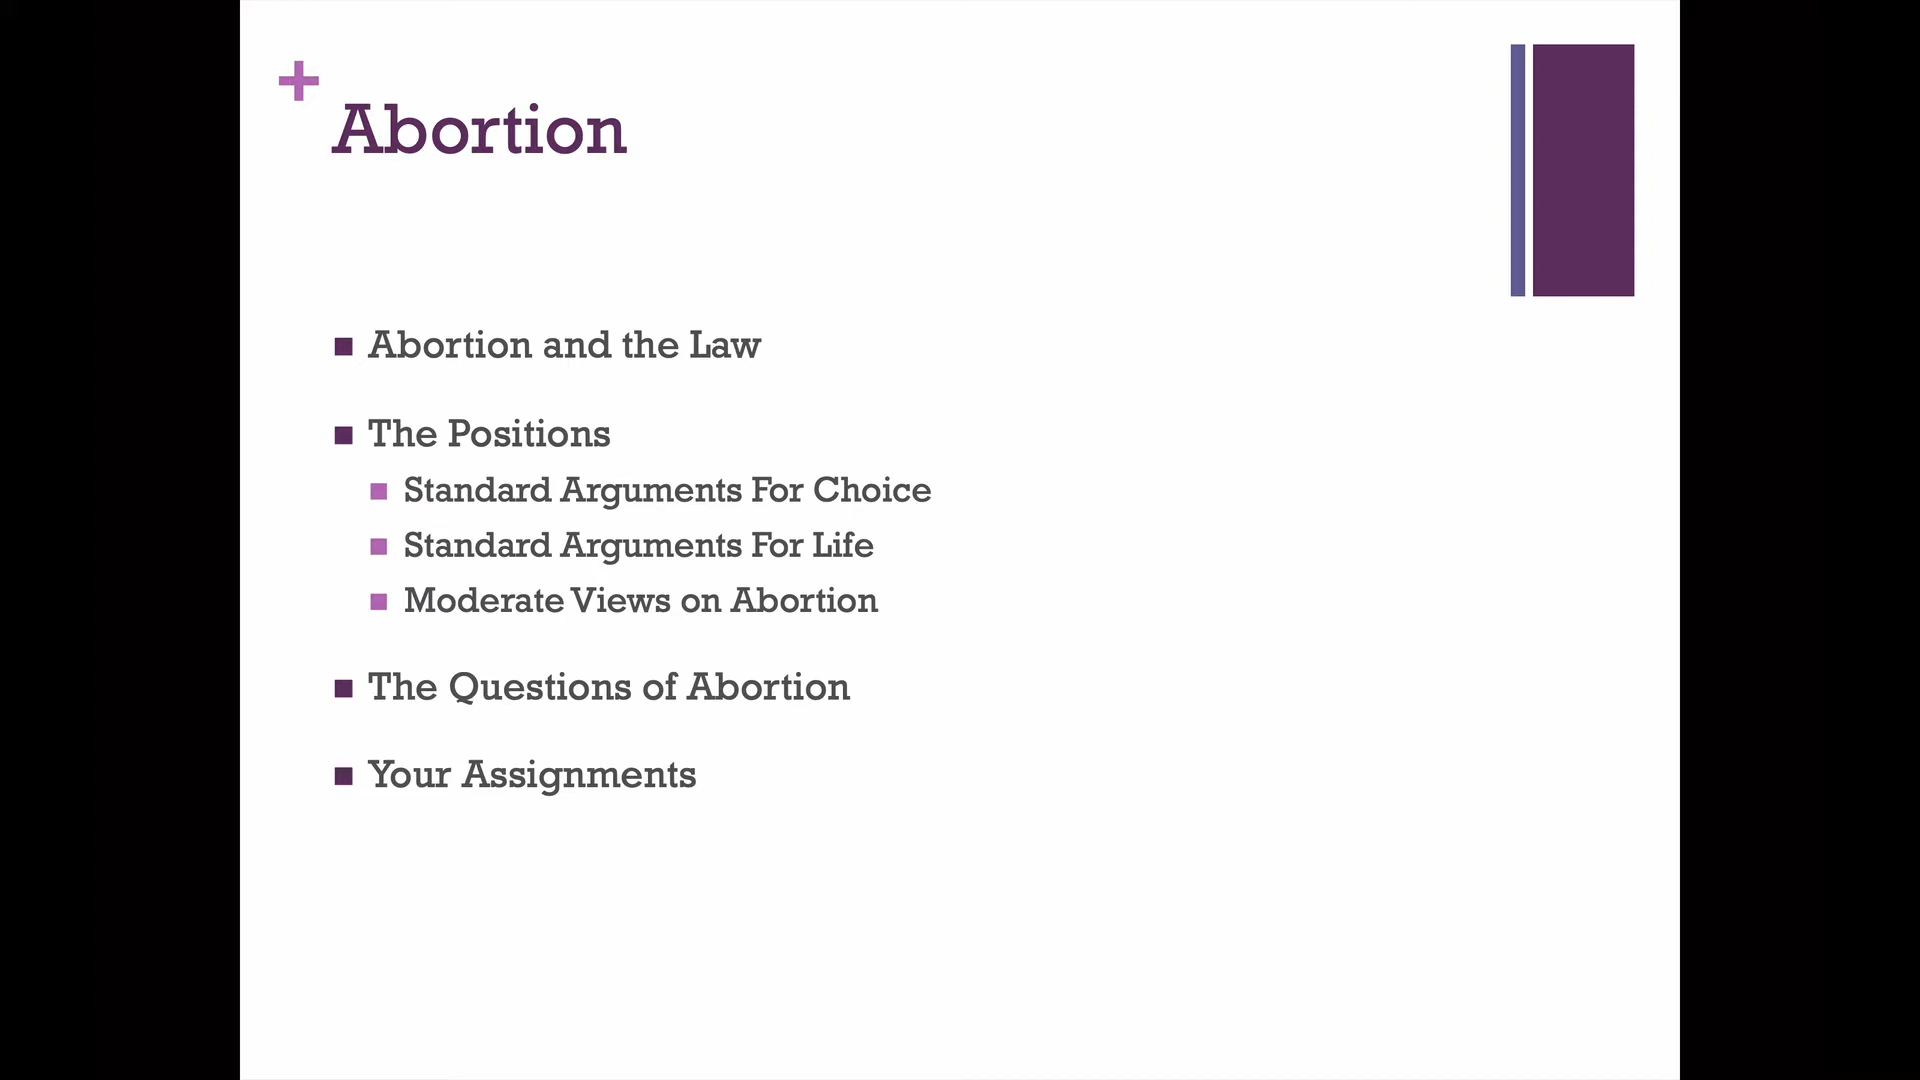 Abortion
Abortion and the Law
The Positions
Standard Arguments For Choice
Standard Arguments For Life
Moderate Views on Abortion
The Questions of Abortion
Your Assignments